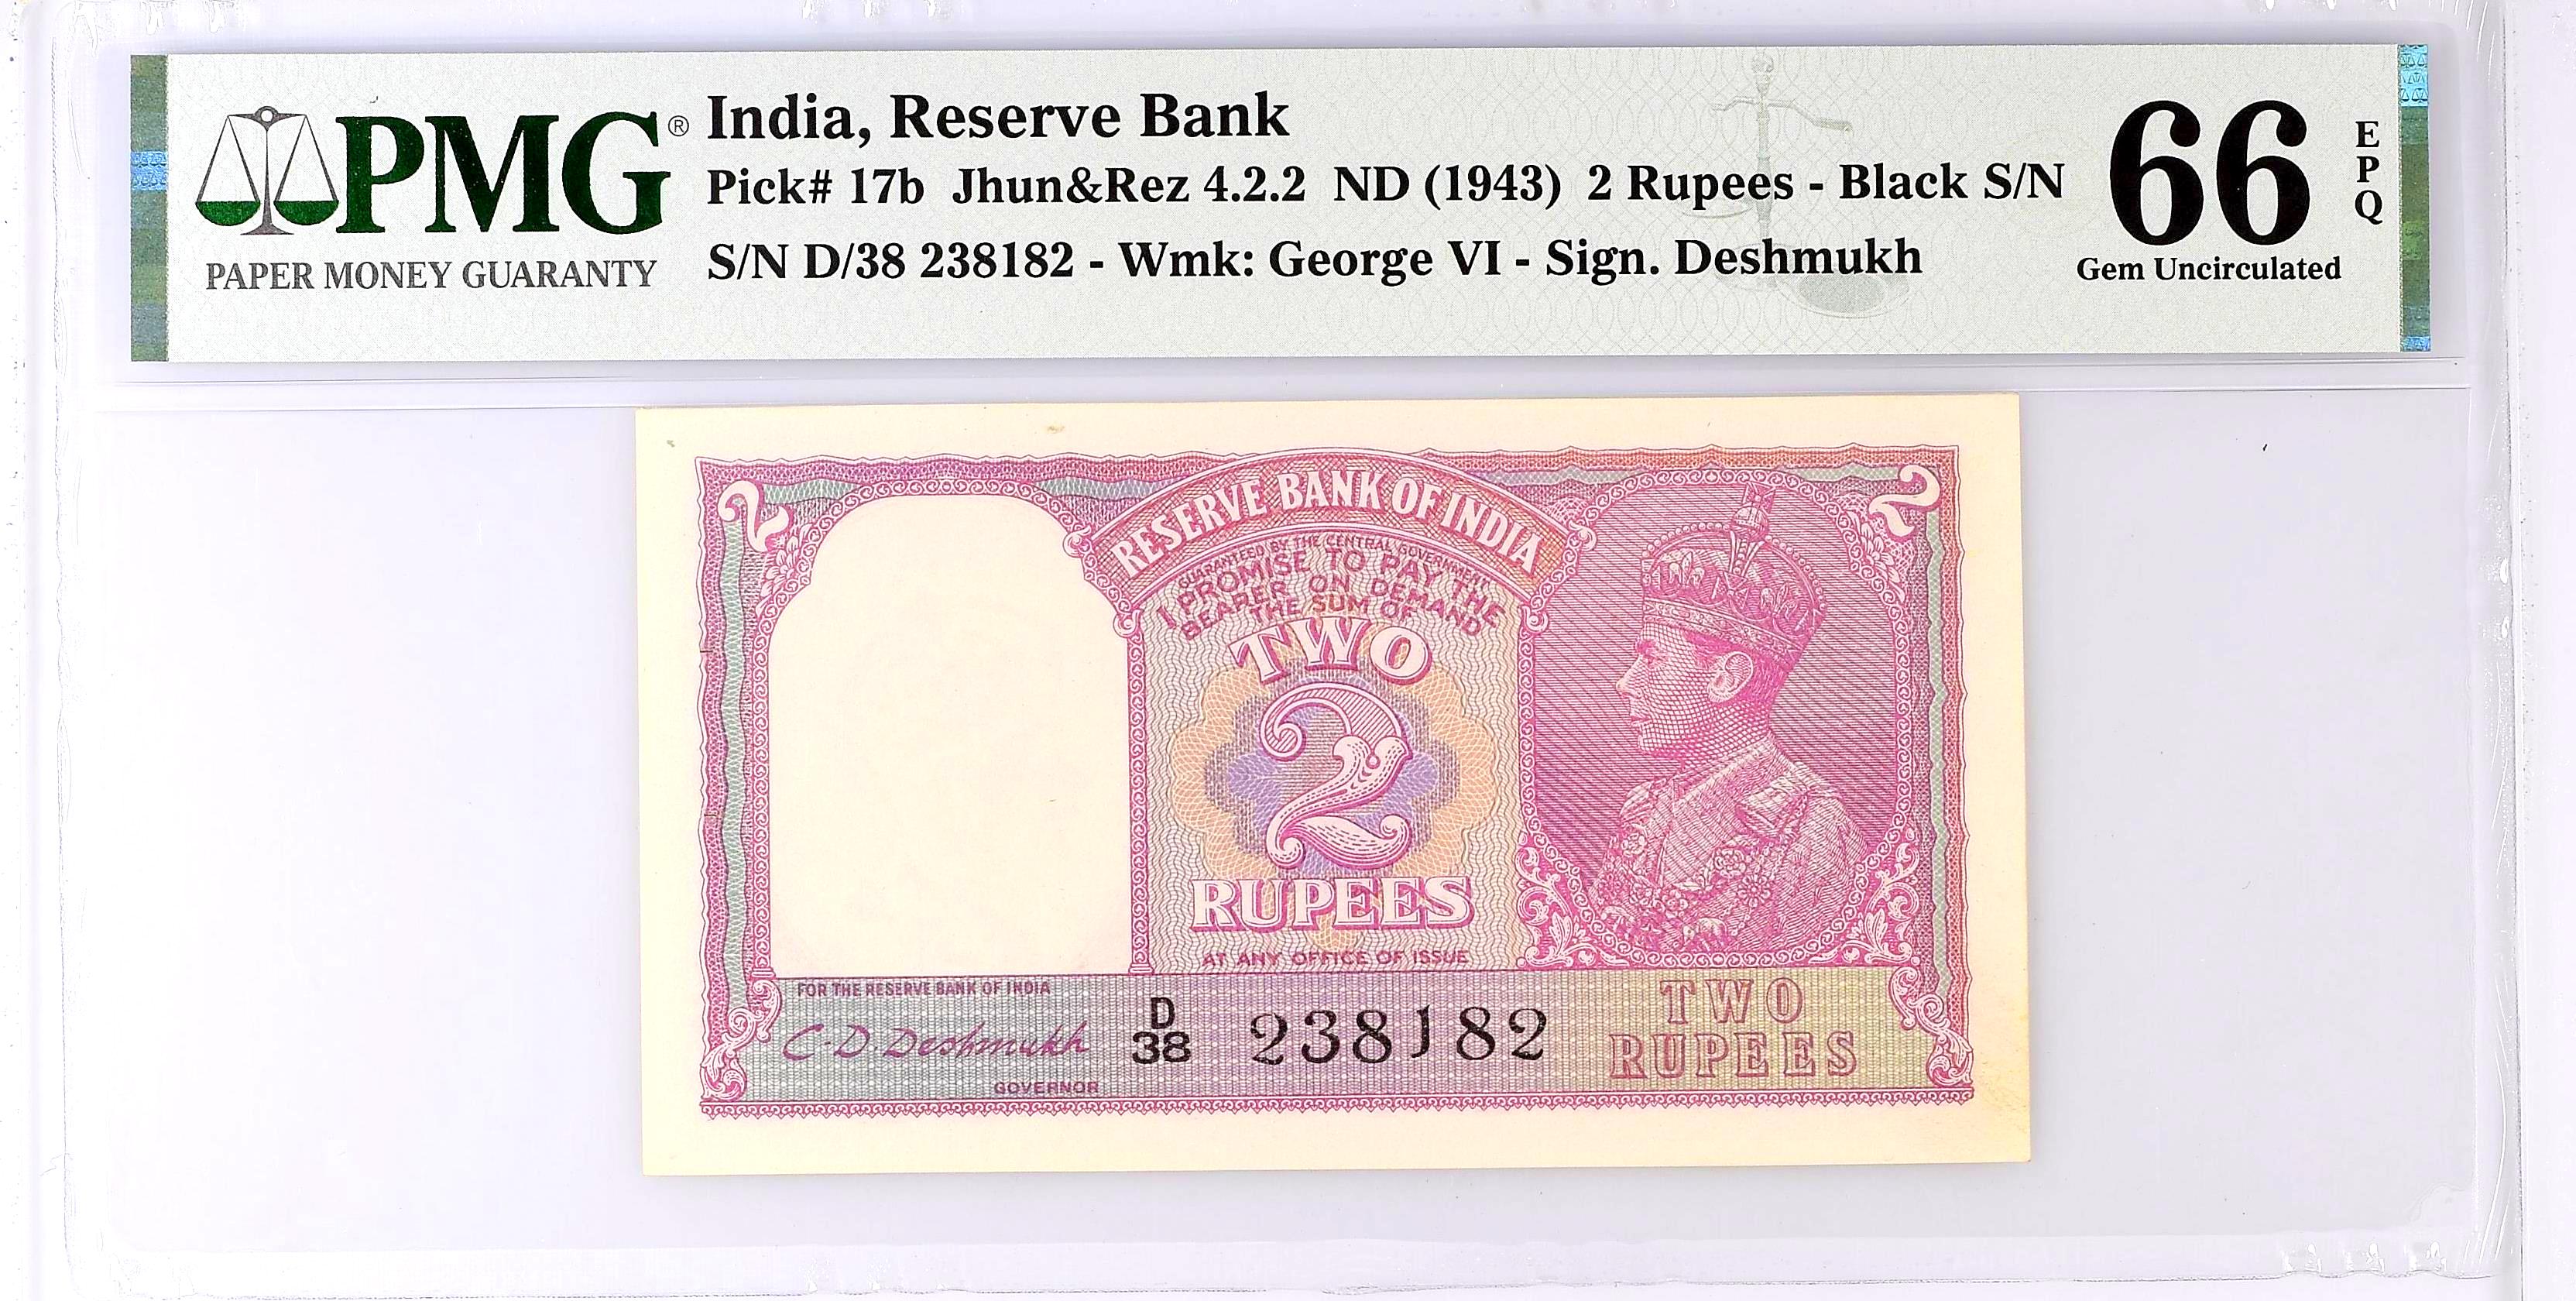 PMG®
PAPER MONEY GUARANTY
India, Reserve Bank
Pick# 17b Jhun&Rez 4.2.2 ND (1943) 2 Rupees - Black S/N
S/N D/38 238182 - Wmk: George VI - Sign. Deshmukh
66
EPQ
Gem Uncirculated
2
2
RESERVE BANK OF INDIA
GUARANTEED BY THE CENTRAL GOVERNMENT
I PROMISE TO PAY THE
BEARER ON DEMAND
THE SUM OF
TWO
2
RUPEES
AT ANY OFFICE OF ISSUE
FOR THE RESERVE BANK OF INDIA
C.D. Deshmukh
GOVERNOR
D
38
238182
TWO
RUPEES